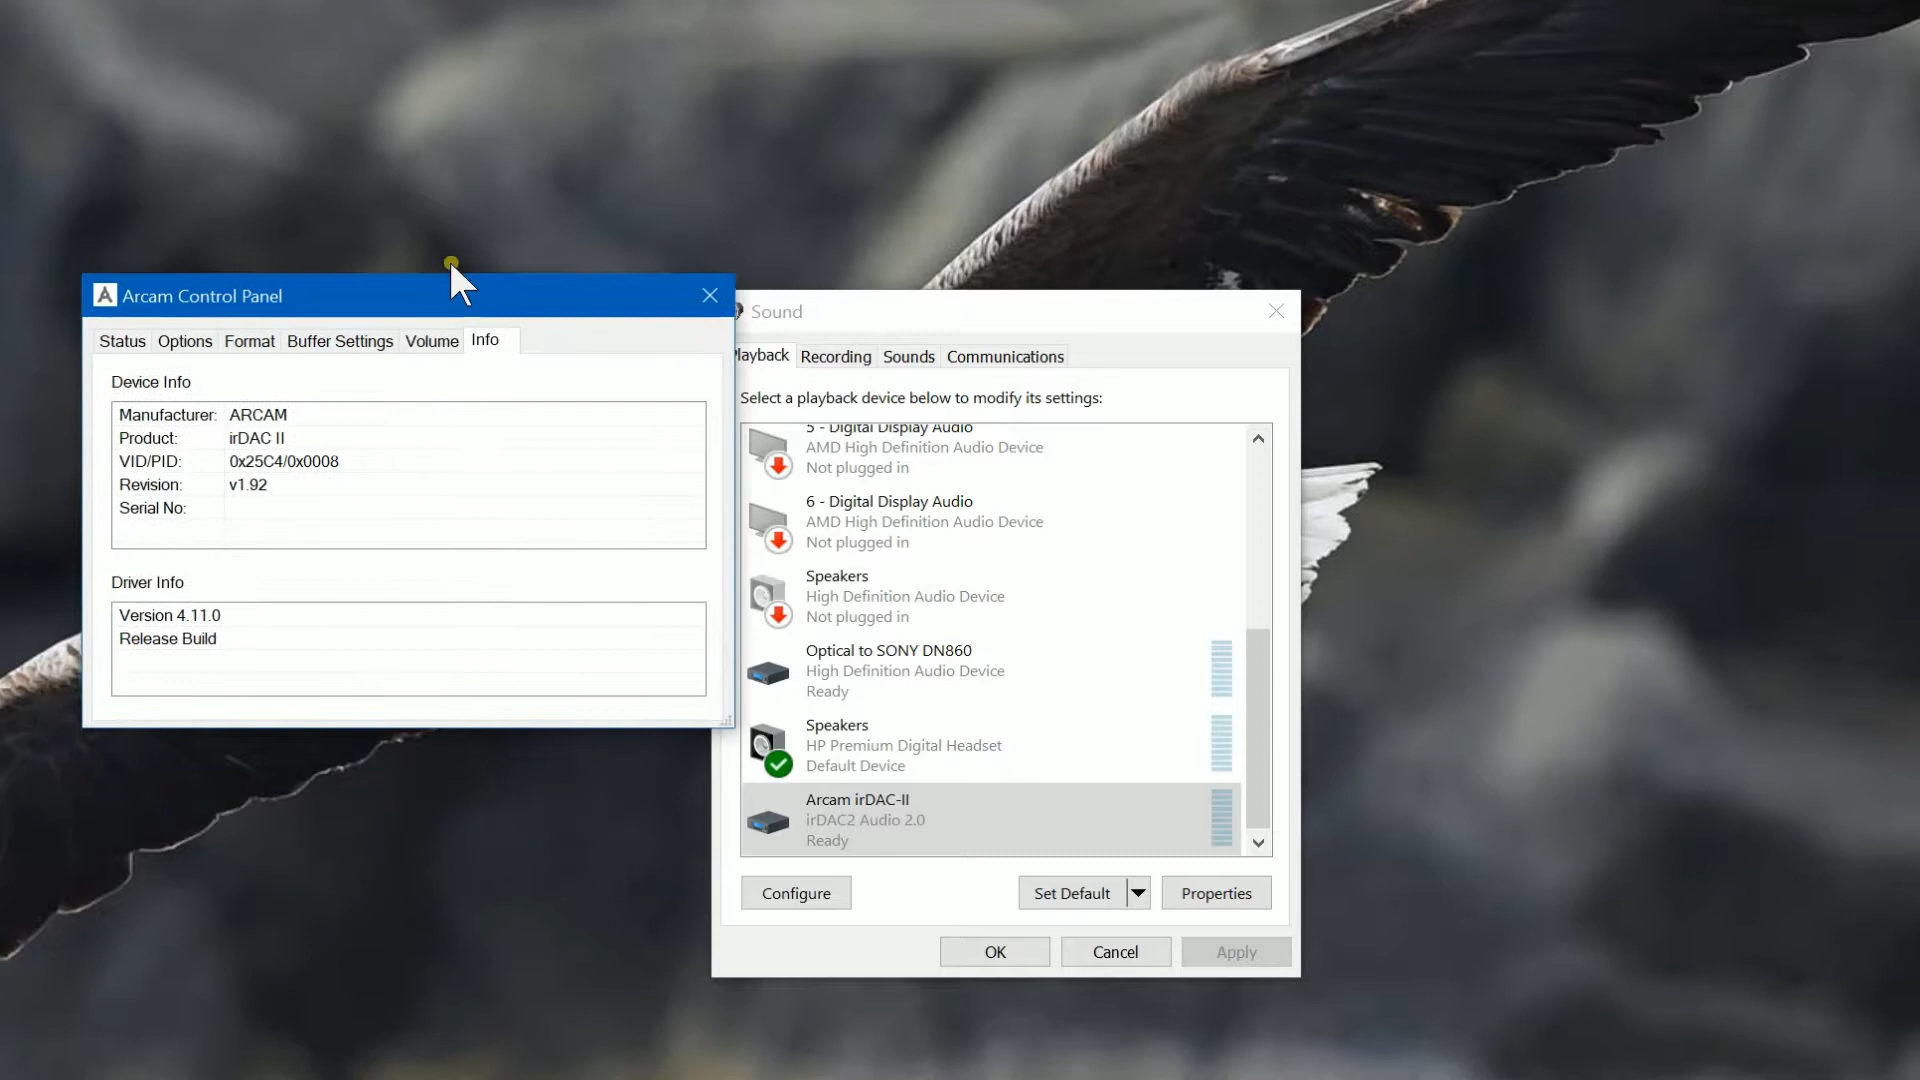 Arcam Control Panel
Status Options Format Buffer Settings Volume Info
Device Info
Manufacturer: ARCAM
Product: irDAC II
VID/PID: 0x25C4/0x0008
Revision: v1.92
Serial No:
Driver Info
Version 4.11.0
Release Build
Sound
Playback Recording Sounds Communications
Select a playback device below to modify its settings:
5 - Digital Display Audio
AMD High Definition Audio Device
Not plugged in
6 - Digital Display Audio
AMD High Definition Audio Device
Not plugged in
Speakers
High Definition Audio Device
Not plugged in
Optical to SONY DN860
High Definition Audio Device
Ready
Speakers
HP Premium Digital Headset
Default Device
Arcam irDAC-II
irDAC2 Audio 2.0
Ready
Configure Set Default Properties
OK Cancel Apply